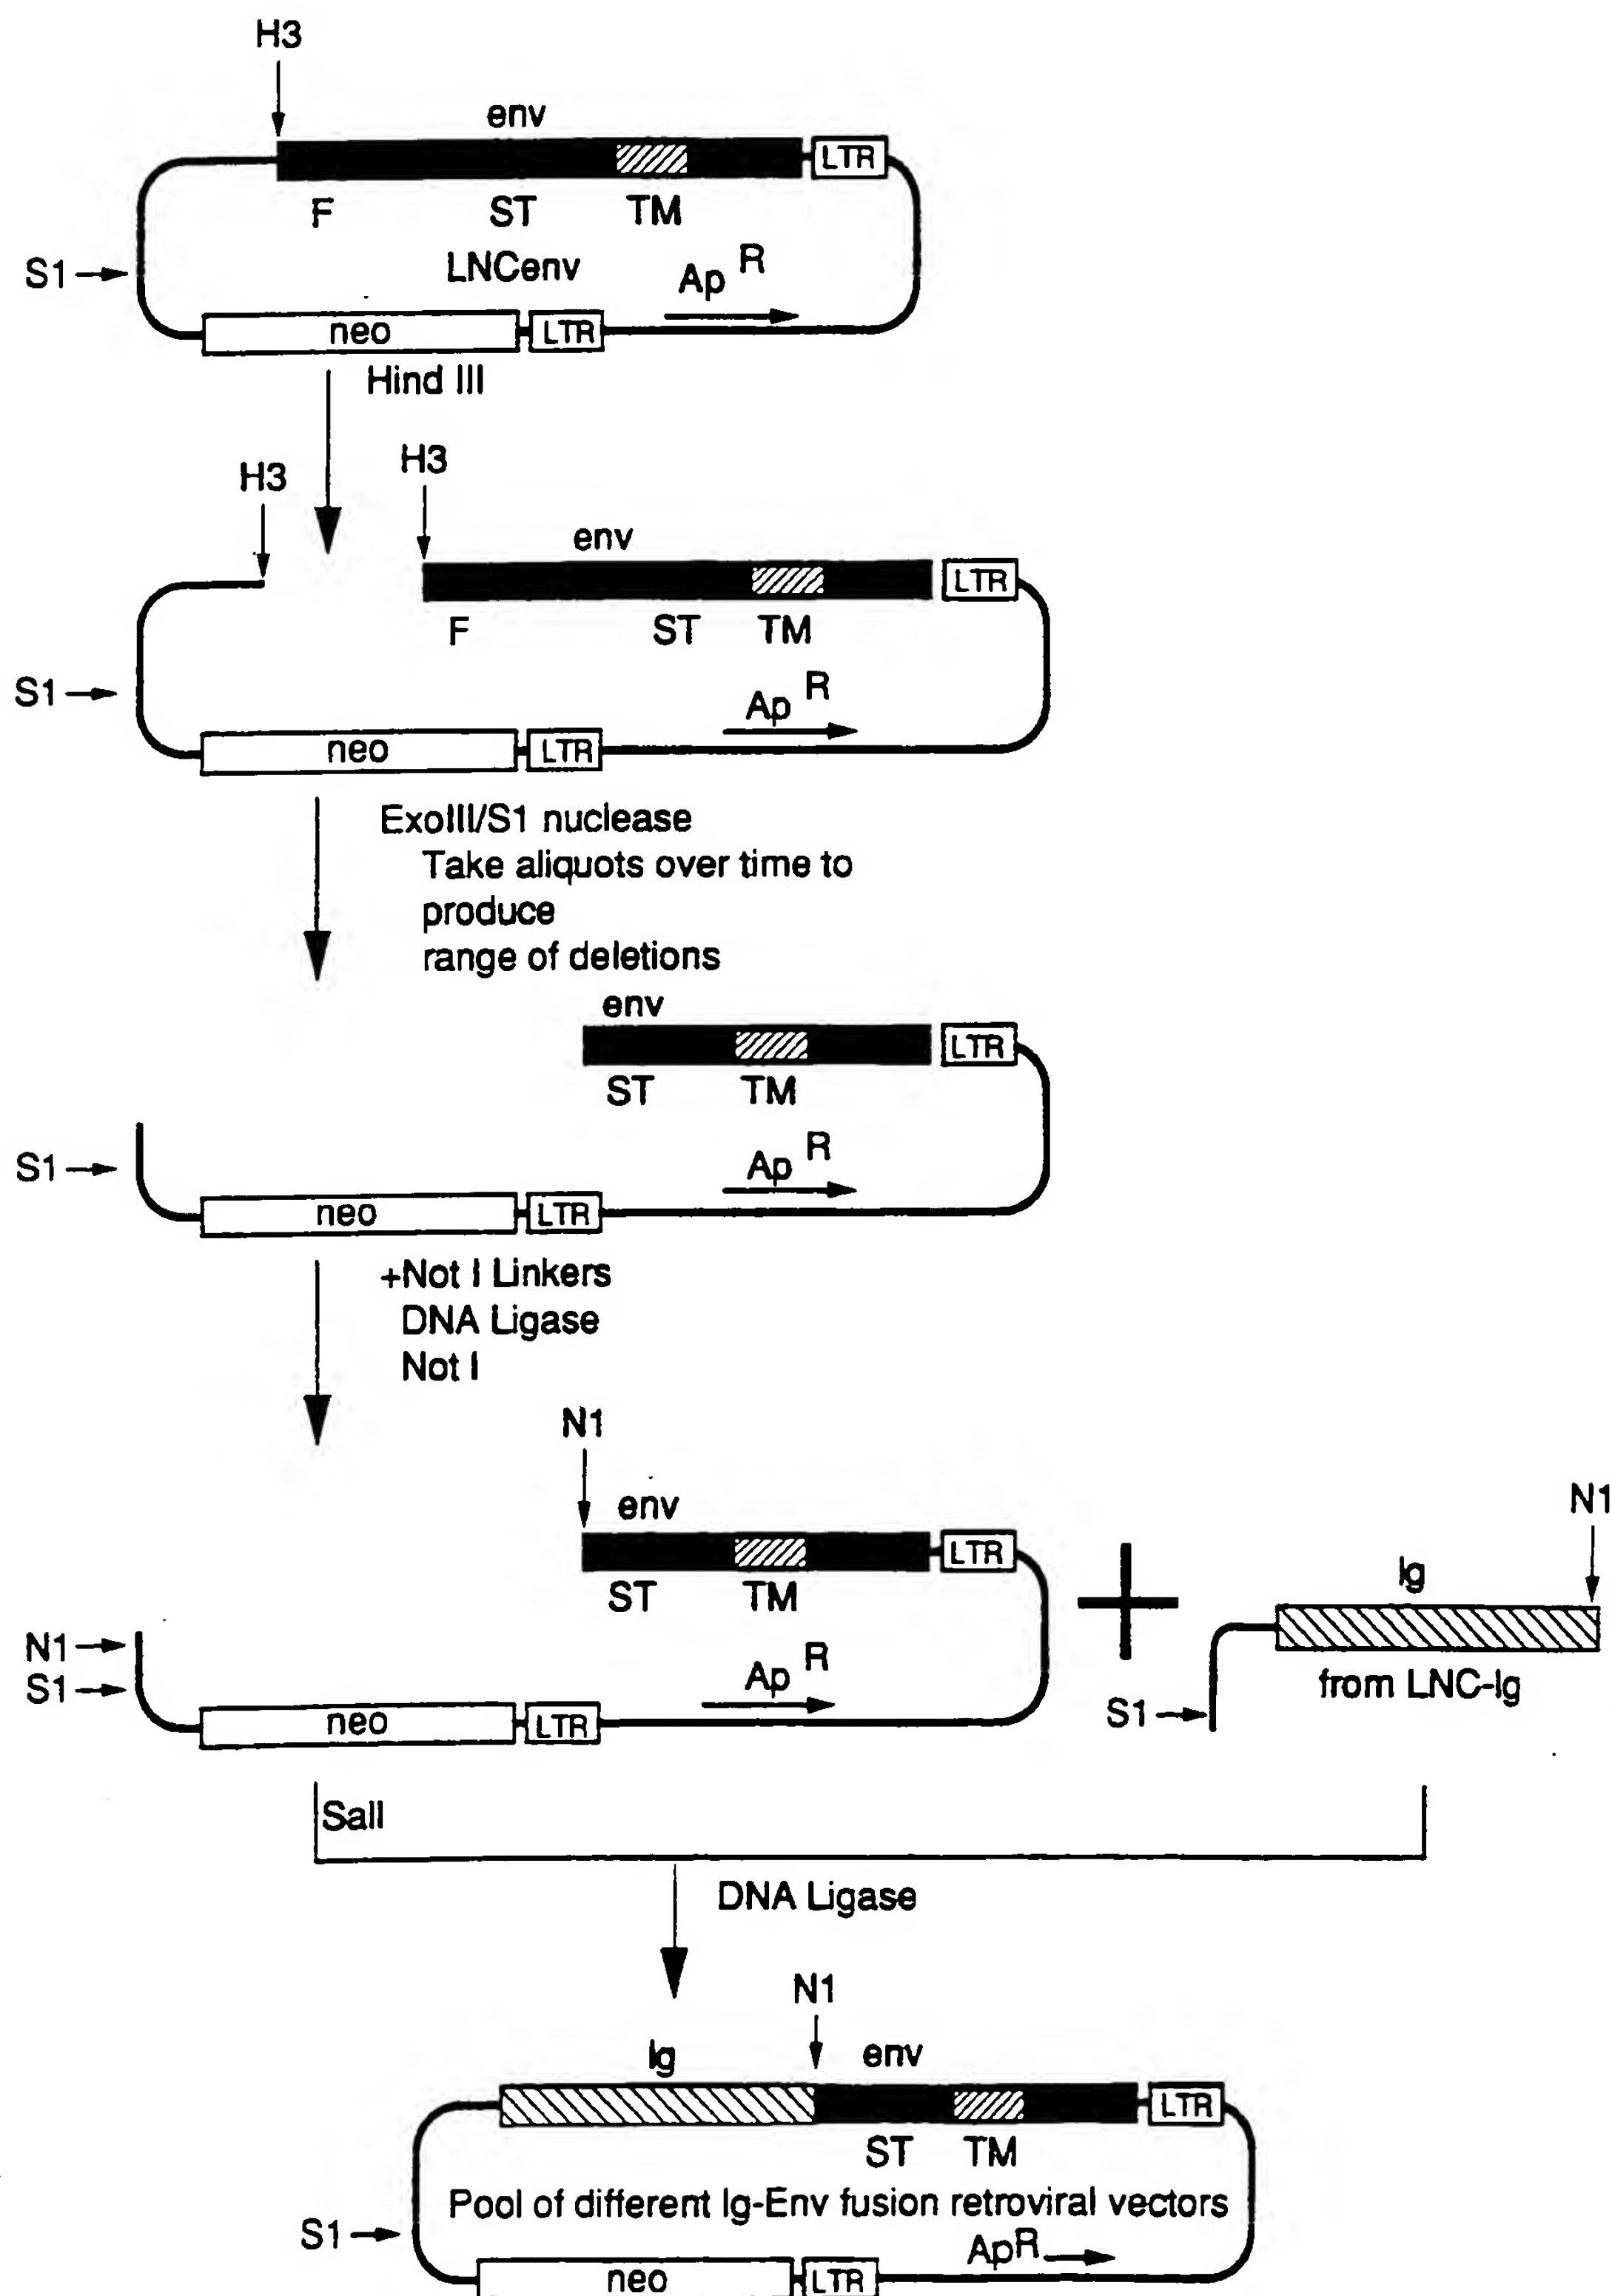 H3
env
LTR
F ST TM
S1
LNCenv
Ap R
neo LTR
Hind III
H3 H3
env
LTR
F ST TM
S1
Ap R
neo LTR
ExoIII/S1 nuclease
Take aliquots over time to
produce
range of deletions
env
LTR
ST TM
S1
Ap R
neo LTR
+Not I Linkers
DNA Ligase
Not I
N1
env
LTR
ST TM
N1
S1
Ap R
neo LTR
N1
Ig
from LNC-Ig
S1
SalI
DNA Ligase
N1
Ig env
LTR
ST TM
Pool of different Ig-Env fusion retroviral vectors
S1
ApR
neo LTR